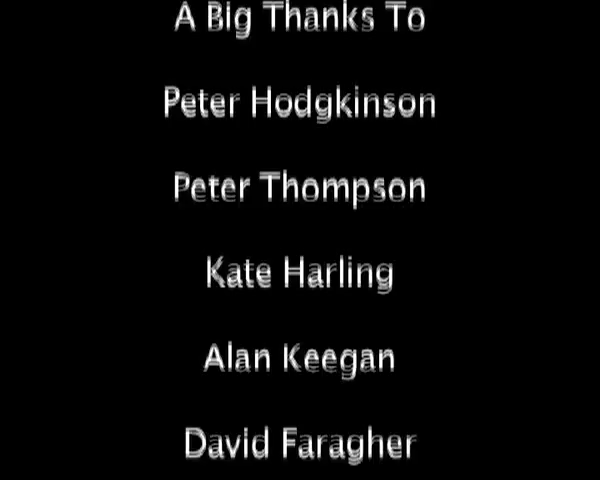 A Big Thanks To
Peter Hodgkinson
Peter Thompson
Kate Harling
Alan Keegan
David Faragher